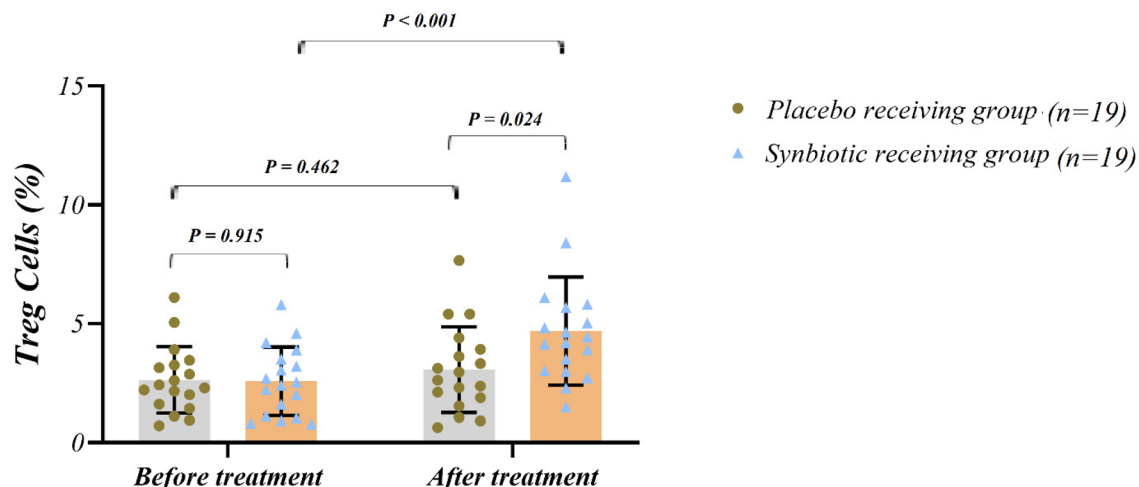 P < 0.001
15
P = 0.024
Placebo receiving group (n=19)
Synbiotic receiving group (n=19)
P = 0.462
10
P = 0.915
Treg Cells (%)
5
0
Before treatment
After treatment